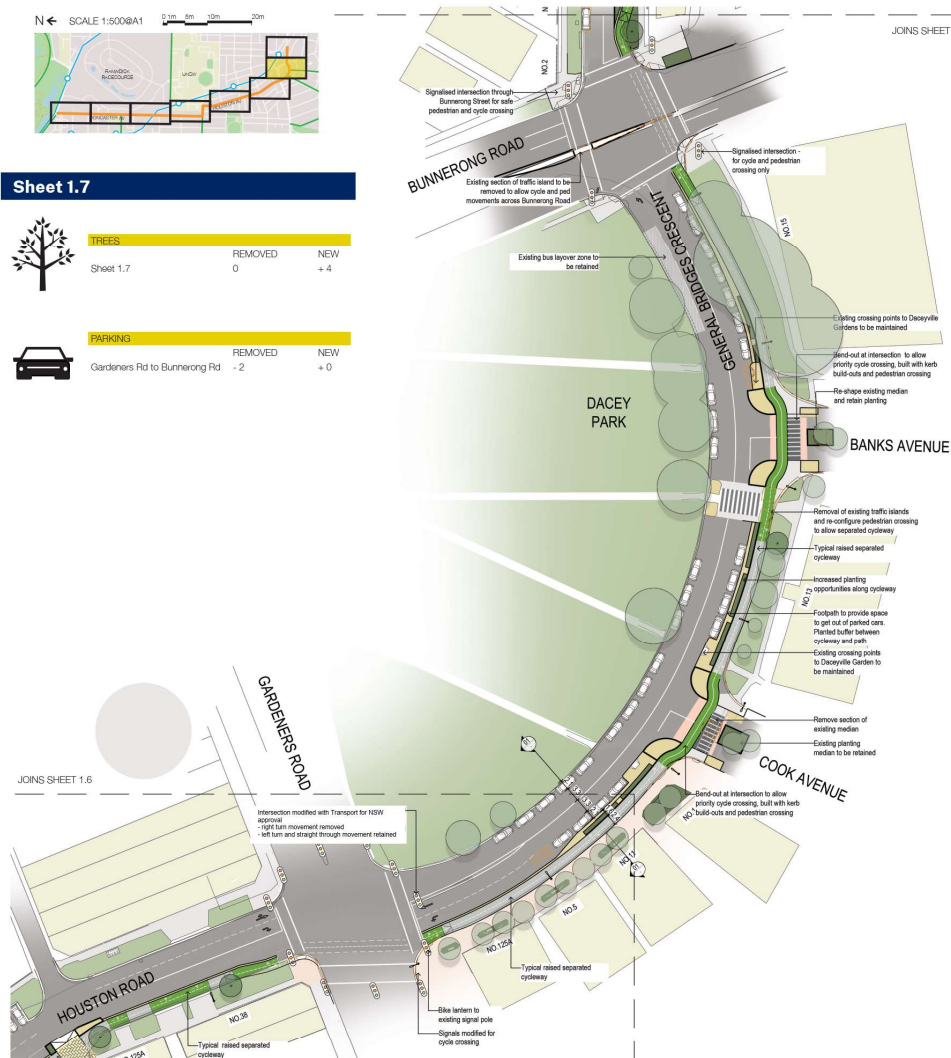 N ← SCALE 1:500@A1
0 1m 5m 10m 20m
RANWDICK
RACECOURSE
UNSW
Sheet 1.7
TREES
REMOVED NEW
Sheet 1.7 0 + 4
PARKING
REMOVED NEW
Gardeners Rd to Bunnerong Rd - 2 + 0
JOINS SHEET
NO.2
Signalised intersection through
Bunnerong Street for safe
pedestrian and cycle crossing
BUNNERONG ROAD
Existing section of traffic island to be
removed to allow cycle and ped
movements across Bunnerong Road
Signalised intersection -
for cycle and pedestrian
crossing only
NO.15
Existing bus layover zone to
be retained
GENERAL BRIDGES CRESCENT
Existing crossing points to Daceyville
Gardens to be maintained
Bend-out at intersection to allow
priority cycle crossing, built with kerb
build-outs and pedestrian crossing
Re-shape existing median
and retain planting
DACEY
PARK
BANKS AVENUE
Removal of existing traffic islands
and re-configure pedestrian crossing
to allow separated cycleway
Typical raised separated
cycleway
Increased planting
opportunities along cycleway
NO.13
Footpath to provide space
to get out of parked cars.
Planted buffer between
cycleway and path
Existing crossing points
to Daceyville Garden to
be maintained
Remove section of
existing median
Existing planting
median to be retained
COOK AVENUE
Bend-out at intersection to allow
priority cycle crossing, built with kerb
build-outs and pedestrian crossing
GARDENERS ROAD
JOINS SHEET 1.6
Intersection modified with Transport for NSW
approval
- right turn movement removed
- left turn and straight through movement retained
NO.13
NO.5
NO.125A
Typical raised separated
cycleway
HOUSTON ROAD
NO.38
Bike lantern to
existing signal pole
Signals modified for
cycle crossing
Typical raised separated
cycleway